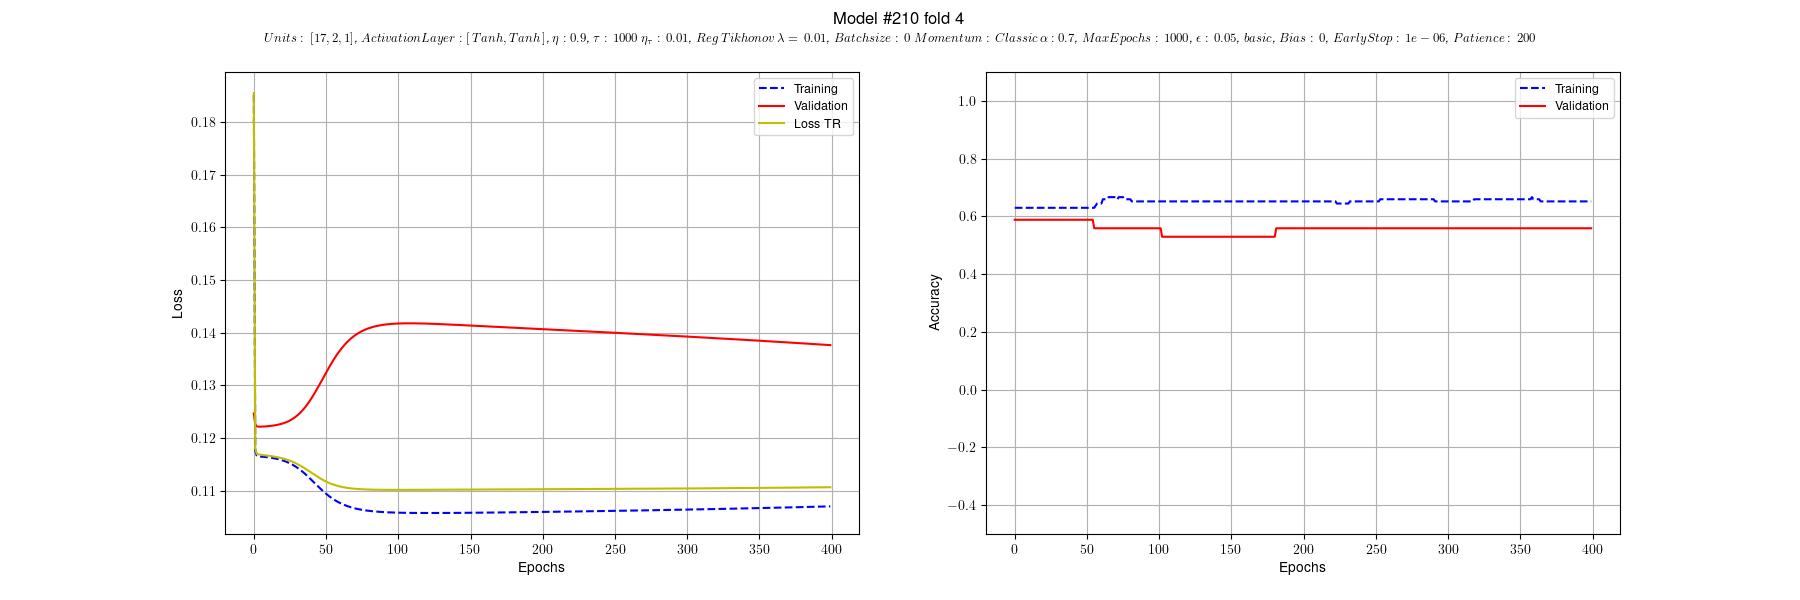 Model #210 fold 4
Units : [17, 2, 1], ActivationLayer : [Tanh, Tanh], η : 0.9, τ : 1000 ητ : 0.01, Reg Tikhonov λ = 0.01, Batchsize : 0 Momentum : Classic α : 0.7, MaxEpochs : 1000, ϵ : 0.05, basic, Bias : 0, EarlyStop : 1e − 06, Patience : 200
Loss
0.18
0.17
0.16
0.15
0.14
0.13
0.12
0.11
Training
Validation
Loss TR
0 50 100 150 200 250 300 350 400
Epochs
Accuracy
1.0
0.8
0.6
0.4
0.2
0.0
−0.2
−0.4
Training
Validation
0 50 100 150 200 250 300 350 400
Epochs